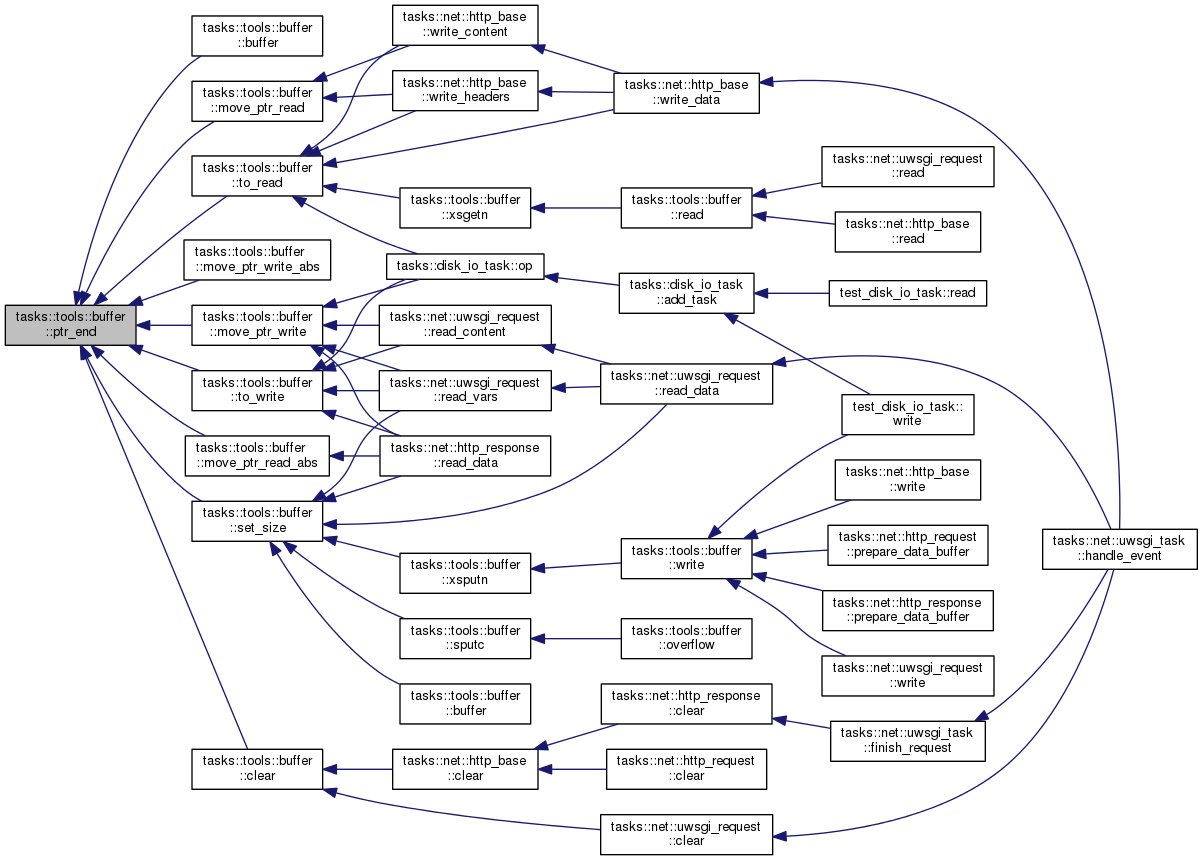 tasks::tools::buffer
::ptr_end
tasks::tools::buffer
::buffer
tasks::tools::buffer
::move_ptr_read
tasks::tools::buffer
::to_read
tasks::tools::buffer
::move_ptr_write_abs
tasks::tools::buffer
::move_ptr_write
tasks::tools::buffer
::to_write
tasks::tools::buffer
::move_ptr_read_abs
tasks::tools::buffer
::set_size
tasks::tools::buffer
::clear
tasks::net::http_base
::write_content
tasks::net::http_base
::write_headers
tasks::tools::buffer
::xsgetn
tasks::disk_io_task::op
tasks::net::uwsgi_request
::read_content
tasks::net::uwsgi_request
::read_vars
tasks::net::http_response
::read_data
tasks::tools::buffer
::xsputn
tasks::tools::buffer
::sputc
tasks::tools::buffer
::buffer
tasks::net::http_base
::clear
tasks::net::http_base
::write_data
tasks::tools::buffer
::read
tasks::disk_io_task
::add_task
tasks::net::uwsgi_request
::read_data
tasks::tools::buffer
::write
tasks::tools::buffer
::overflow
tasks::net::http_response
::clear
tasks::net::http_request
::clear
tasks::net::uwsgi_request
::clear
tasks::net::uwsgi_request
::read
tasks::net::http_base
::read
test_disk_io_task::read
test_disk_io_task::
write
tasks::net::http_base
::write
tasks::net::http_request
::prepare_data_buffer
tasks::net::http_response
::prepare_data_buffer
tasks::net::uwsgi_request
::write
tasks::net::uwsgi_task
::finish_request
tasks::net::uwsgi_task
::handle_event